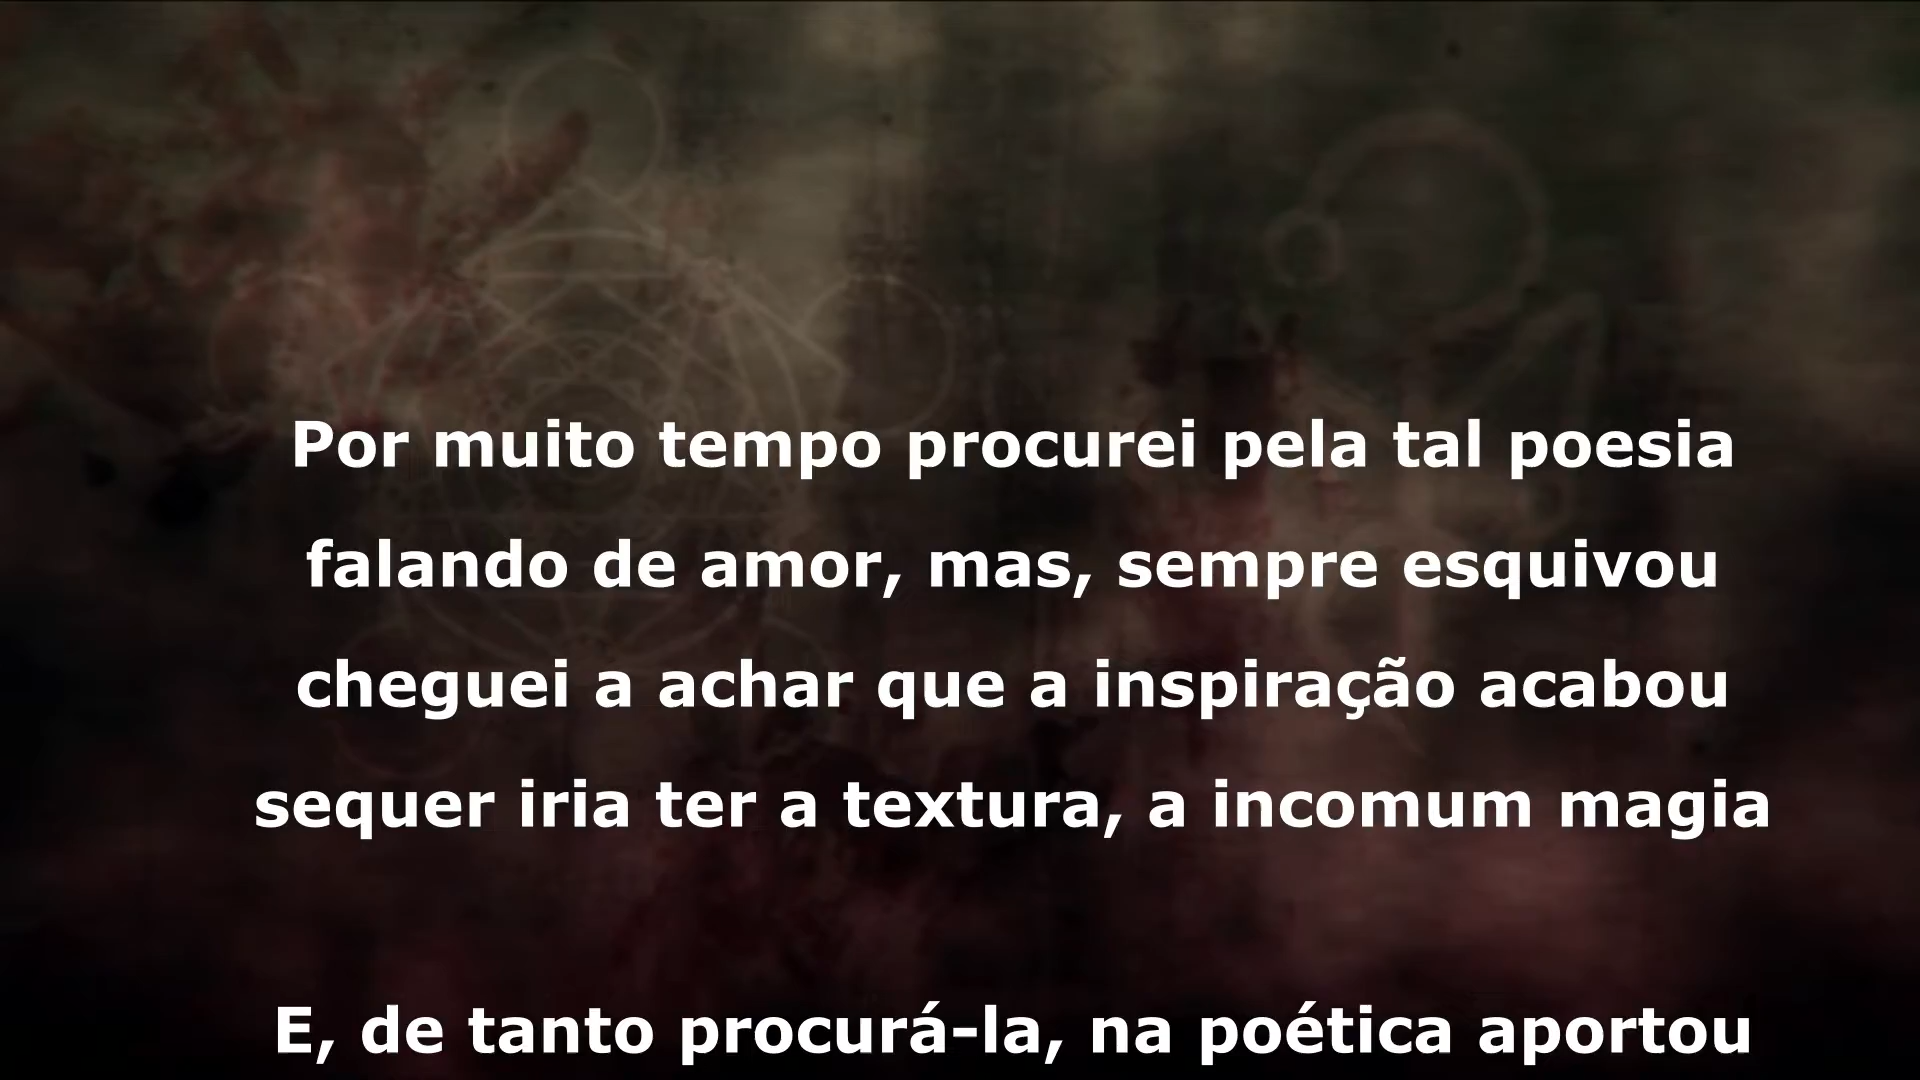 Por muito tempo procurei pela tal poesia
falando de amor, mas, sempre esquivou
cheguei a achar que a inspiração acabou
sequer iria ter a textura, a incomum magia
E, de tanto procurá-la, na poética aportou